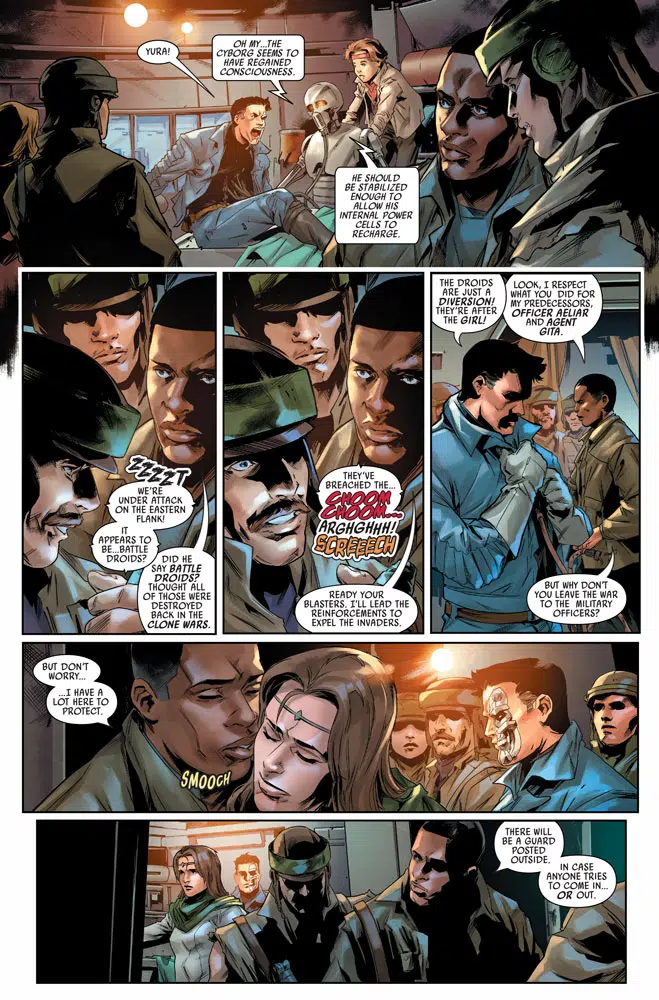 YURA!
OH MY...THE
CYBORG SEEMS TO
HAVE REGAINED
CONSCIOUSNESS.
HE SHOULD
BE STABILIZED
ENOUGH TO
ALLOW HIS
INTERNAL POWER
CELLS TO
RECHARGE.
ZZZZT
WE'RE
UNDER ATTACK
ON THE EASTERN
FLANK!
IT
APPEARS TO
BE...BATTLE
DROIDS?
DID HE
SAY BATTLE
DROIDS?
THOUGHT ALL
OF THOSE WERE
DESTROYED
BACK IN THE
CLONE WARS.
THEY'VE
BREACHED THE...
CHOOM
CHOOM...
ARGHGHHH!
SCREEEECH
READY YOUR
BLASTERS. I'LL LEAD THE
REINFORCEMENTS TO
EXPEL THE INVADERS.
THE DROIDS
ARE JUST A
DIVERSION!
THEY'RE AFTER
THE GIRL!
LOOK, I RESPECT
WHAT YOU DID FOR
MY PREDECESSORS,
OFFICER AELIAR
AND AGENT
GITA.
BUT WHY DON'T
YOU LEAVE THE WAR
TO THE MILITARY
OFFICERS?
BUT DON'T
WORRY...
...I HAVE A
LOT HERE TO
PROTECT.
SMOOCH
THERE WILL
BE A GUARD
POSTED
OUTSIDE.
IN CASE
ANYONE TRIES
TO COME IN...
OR OUT.